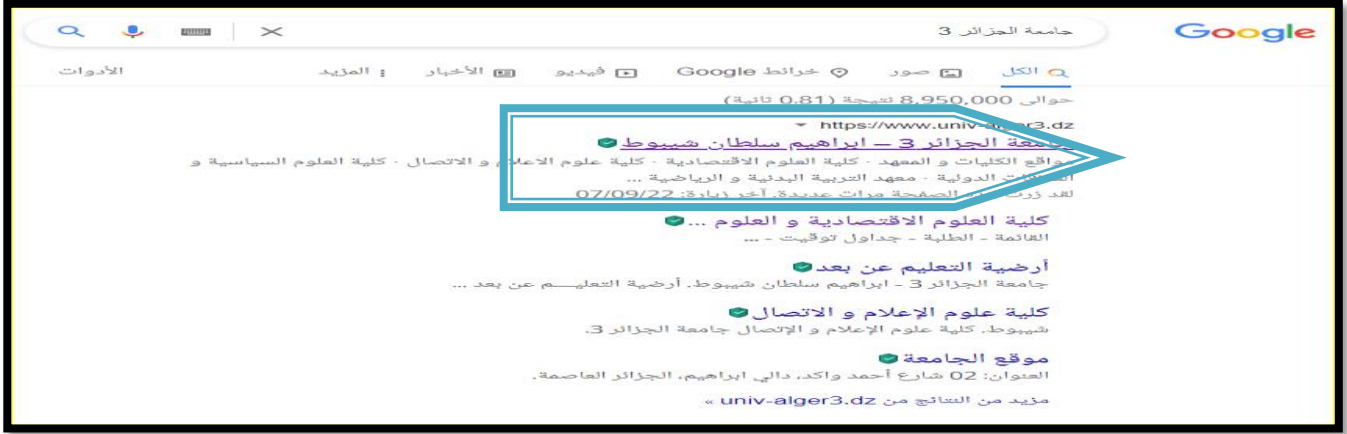 Google
جامعة الجزائر 3
الكل صور خرائط Google فيديو الأخبار المزيد الأدوات
حوالى 8,950,000 نتيجة (0.81 ثانية)
https://www.univ-alger3.dz
جامعة الجزائر 3 – ابراهيم سلطان شيبوط
مواقع الكليات و المعهد · كلية العلوم الاقتصادية · كلية علوم الاعلام و الاتصال · كلية العلوم السياسية و
الدولية · معهد التربية البدنية و الرياضية ...
لقد زرت هذه الصفحة مرات عديدة. آخر زيارة: 07/09/22
كلية العلوم الاقتصادية و العلوم ...
القائمة - الطلبة - جداول توقيت - ...
أرضية التعليم عن بعد
جامعة الجزائر 3 - ابراهيم سلطان شيبوط. أرضية التعليـــم عن بعد ...
كلية علوم الإعلام و الاتصال
شيبوط. كلية علوم الإعلام و الإتصال جامعة الجزائر 3.
موقع الجامعة
العنوان: 02 شارع أحمد واكد، دالي ابراهيم، الجزائر العاصمة.
مزيد من النتائج من univ-alger3.dz »